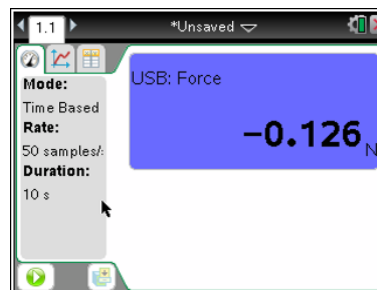 1.1
*Unsaved
Mode:
Time Based
Rate:
50 samples/:
Duration:
10 s
USB: Force
-0.126
N